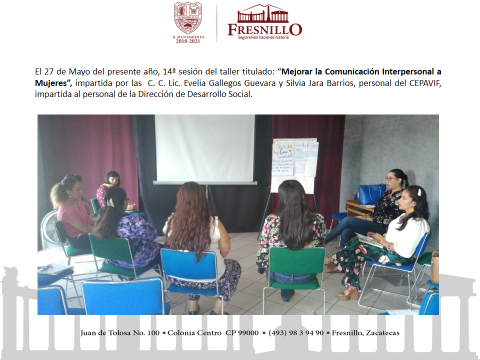 H. AYUNTAMIENTO
2018-2021
FRESNILLO
Seguiremos haciendo historia
El 27 de Mayo del presente año, 14ª sesión del taller titulado: “Mejorar la Comunicación Interpersonal a
Mujeres”, impartida por las C. C. Lic. Evelia Gallegos Guevara y Silvia Jara Barrios, personal del CEPAVIF,
impartida al personal de la Dirección de Desarrollo Social.
Juan de Tolosa No. 100 • Colonia Centro CP 99000 • (493) 98 3 94 90 • Fresnillo, Zacatecas